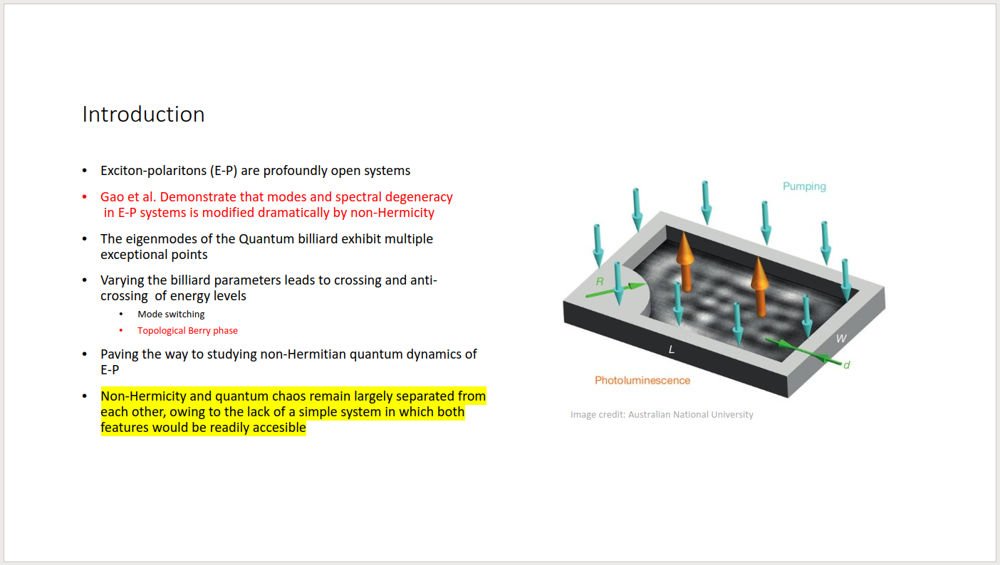 Introduction
• Exciton-polaritons (E-P) are profoundly open systems
• Gao et al. Demonstrate that modes and spectral degeneracy
in E-P systems is modified dramatically by non-Hermicity
• The eigenmodes of the Quantum billiard exhibit multiple
exceptional points
• Varying the billiard parameters leads to crossing and anti-
crossing  of energy levels
• Mode switching
• Topological Berry phase
• Paving the way to studying non-Hermitian quantum dynamics of
E-P
• Non-Hermicity and quantum chaos remain largely separated from
each other, owing to the lack of a simple system in which both
features would be readily accesible
Pumping
R
W
L
d
Photoluminescence
Image credit: Australian National University